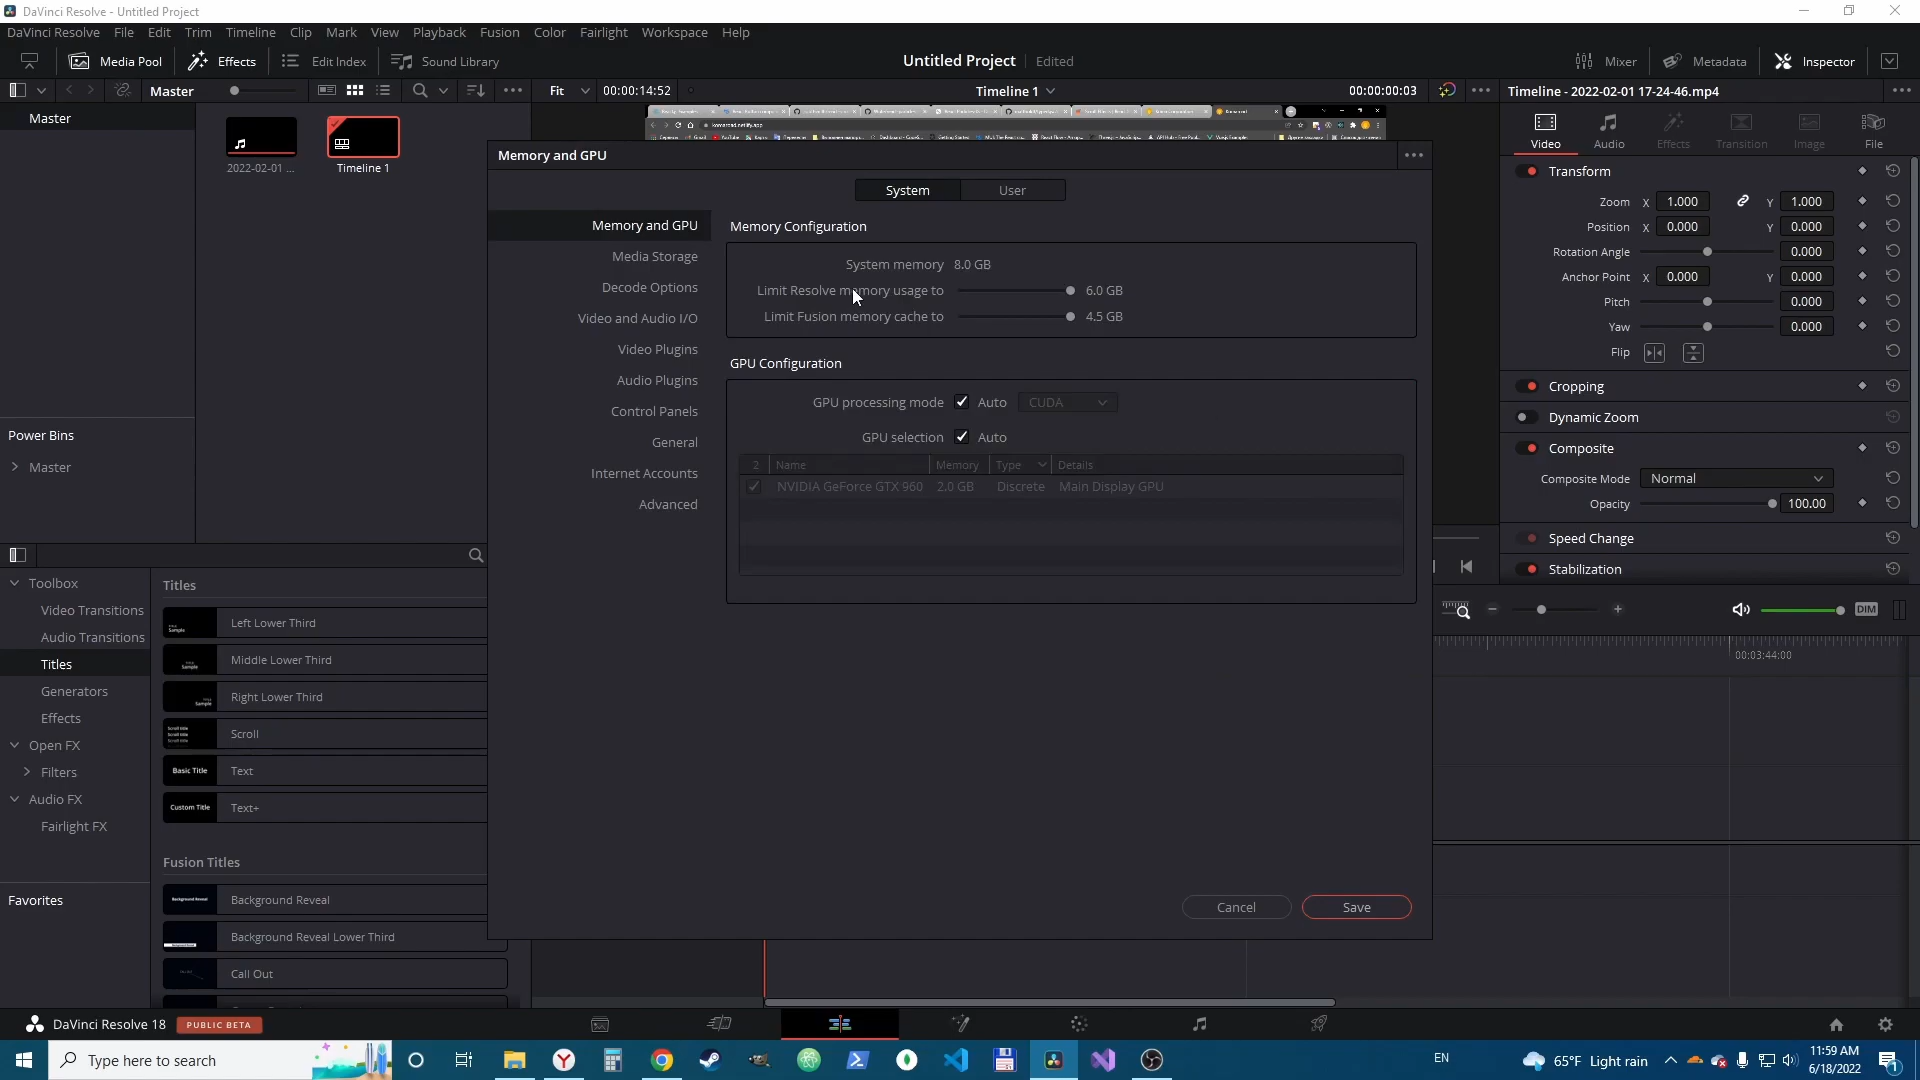 DaVinci Resolve - Untitled Project
DaVinci Resolve File Edit Trim Timeline Clip Mark View Playback Fusion Color Fairlight Workspace Help
Media Pool Effects Edit Index Sound Library Untitled Project Edited Mixer Metadata Inspector
Master Fit 00:00:14:52 Timeline 1 00:00:00:03 Timeline - 2022-02-01 17-24-46.mp4
Master
2022-02-01 ...
Timeline 1
Power Bins
Master
Toolbox
Video Transitions
Audio Transitions
Titles
Generators
Effects
Open FX
Filters
Audio FX
Fairlight FX
Favorites
Titles
Left Lower Third
Middle Lower Third
Right Lower Third
Scroll
Basic Title Text
Custom Title Text+
Fusion Titles
Background Reveal Background Reveal
Background Reveal Lower Third
Call Out
Memory and GPU
System User
Memory and GPU
Media Storage
Decode Options
Video and Audio I/O
Video Plugins
Audio Plugins
Control Panels
General
Internet Accounts
Advanced
Memory Configuration
System memory 8.0 GB
Limit Resolve memory usage to 6.0 GB
Limit Fusion memory cache to 4.5 GB
GPU Configuration
GPU processing mode Auto CUDA
GPU selection Auto
2 Name Memory Type Details
NVIDIA GeForce GTX 960 2.0 GB Discrete Main Display GPU
Cancel Save
Video Audio Effects Transition Image File
Transform
Zoom X 1.000 Y 1.000
Position X 0.000 Y 0.000
Rotation Angle 0.000
Anchor Point X 0.000 Y 0.000
Pitch 0.000
Yaw 0.000
Flip
Cropping
Dynamic Zoom
Composite
Composite Mode Normal
Opacity 100.00
Speed Change
Stabilization
DIM
00:03:44:00
DaVinci Resolve 18 PUBLIC BETA
Type here to search
EN
65°F Light rain
11:59 AM
6/18/2022
1